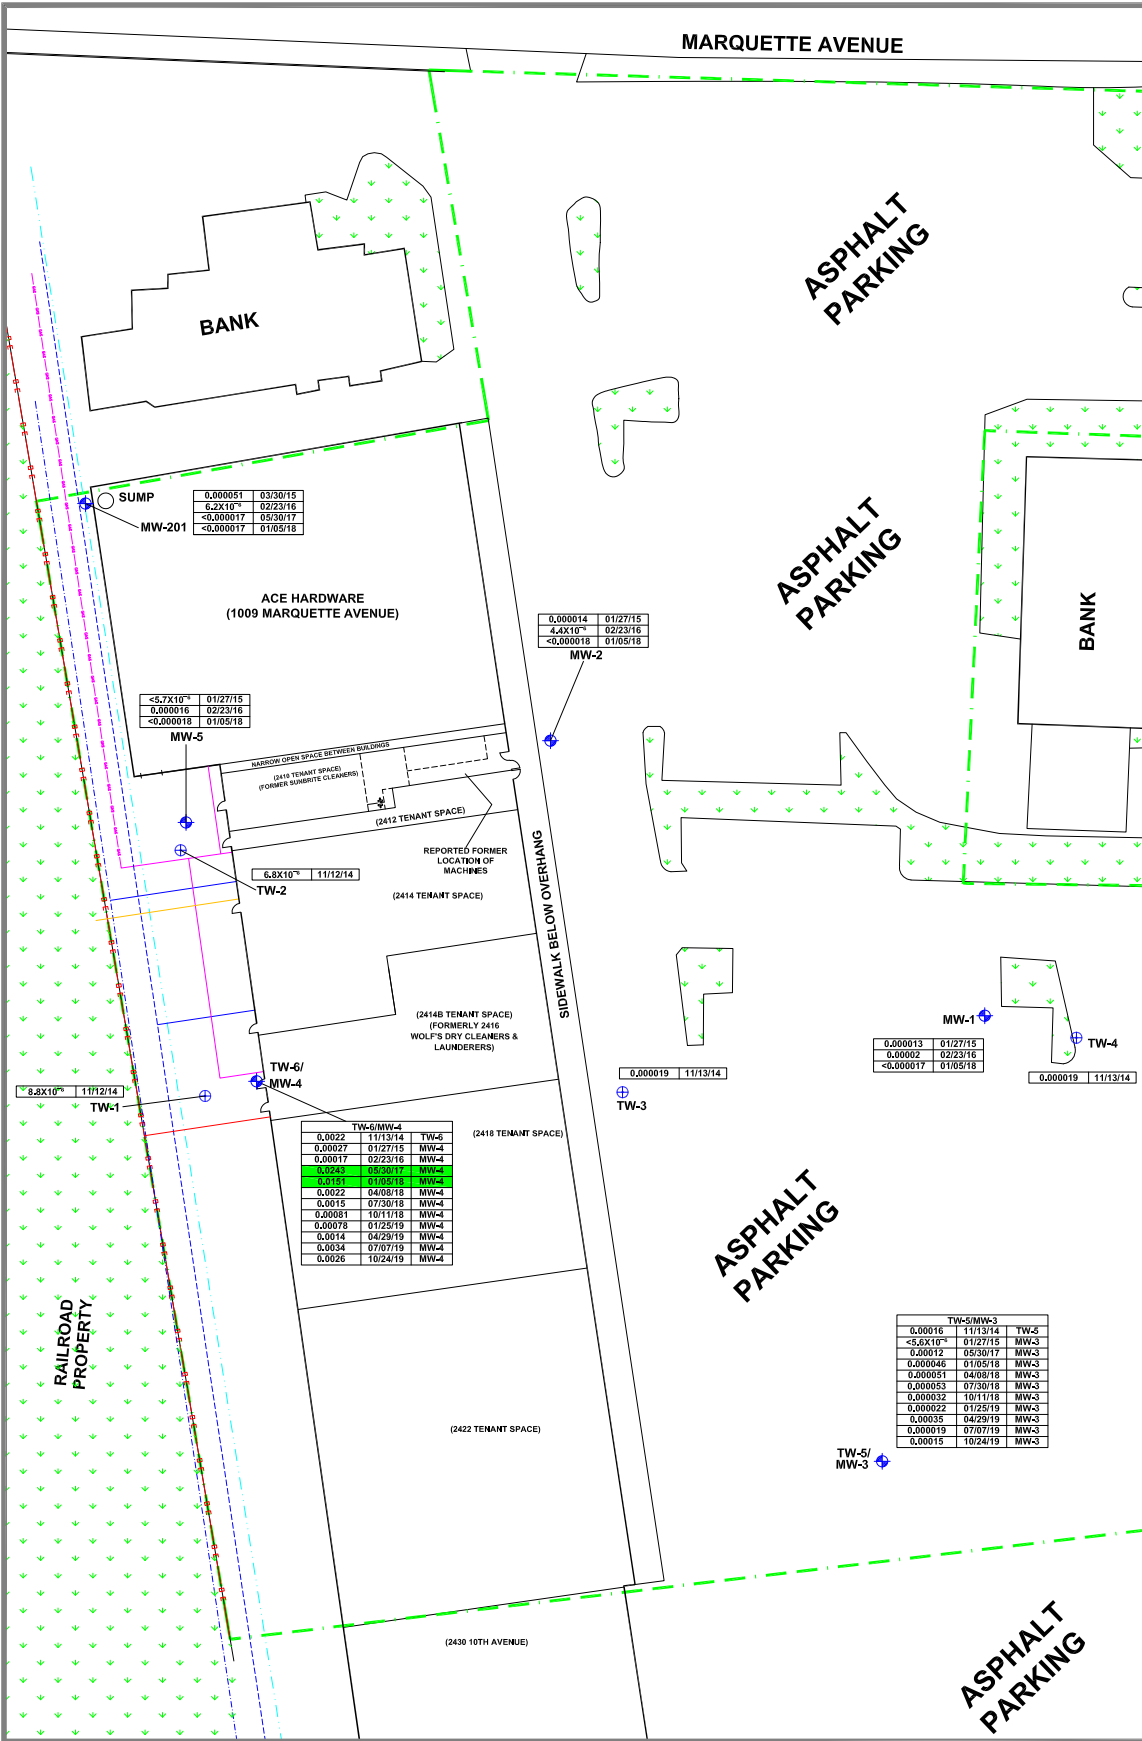 MARQUETTE AVENUE
ASPHALT
PARKING
BANK
SUMP
MW-201
0.000051 03/30/15
6.2X10⁻⁶ 02/23/16
<0.000017 05/30/17
<0.000017 01/05/18
ASPHALT
PARKING
BANK
ACE HARDWARE
(1009 MARQUETTE AVENUE)
0.000014 01/27/15
4.4X10⁻⁶ 02/23/16
<0.000018 01/05/18
MW-2
<5.7X10⁻⁶ 01/27/15
0.000016 02/23/16
<0.000018 01/05/18
MW-5
NARROW OPEN SPACE BETWEEN BUILDINGS
(2410 TENANT SPACE)
(FORMER SUNBRITE CLEANERS)
(2412 TENANT SPACE)
REPORTED FORMER
LOCATION OF
MACHINES
6.8X10⁻⁶ 11/12/14
TW-2
(2414 TENANT SPACE)
SIDEWALK BELOW OVERHANG
(2414B TENANT SPACE)
(FORMERLY 2416
WOLF'S DRY CLEANERS &
LAUNDERERS)
MW-1
0.000013 01/27/15
0.00002 02/23/16
<0.000017 01/05/18
TW-4
0.000019 11/13/14
0.000019 11/13/14
TW-3
TW-6/
MW-4
8.8X10⁻⁶ 11/12/14
TW-1
TW-6/MW-4
0.0022 11/13/14 TW-6
0.00027 01/27/15 MW-4
0.00017 02/23/16 MW-4
0.0243 05/30/17 MW-4
0.0151 01/05/18 MW-4
0.0022 04/08/18 MW-4
0.0015 07/30/18 MW-4
0.00081 10/11/18 MW-4
0.00078 01/25/19 MW-4
0.0014 04/29/19 MW-4
0.0034 07/07/19 MW-4
0.0026 10/24/19 MW-4
(2418 TENANT SPACE)
ASPHALT
PARKING
RAILROAD
PROPERTY
TW-5/MW-3
0.00016 11/13/14 TW-5
<5.6X10⁻⁶ 01/27/15 MW-3
0.00012 05/30/17 MW-3
0.000046 01/05/18 MW-3
0.000051 04/08/18 MW-3
0.000053 07/30/18 MW-3
0.000032 10/11/18 MW-3
0.000022 01/25/19 MW-3
0.00035 04/29/19 MW-3
0.000019 07/07/19 MW-3
0.00015 10/24/19 MW-3
(2422 TENANT SPACE)
TW-5/
MW-3
(2430 10TH AVENUE)
ASPHALT
PARKING